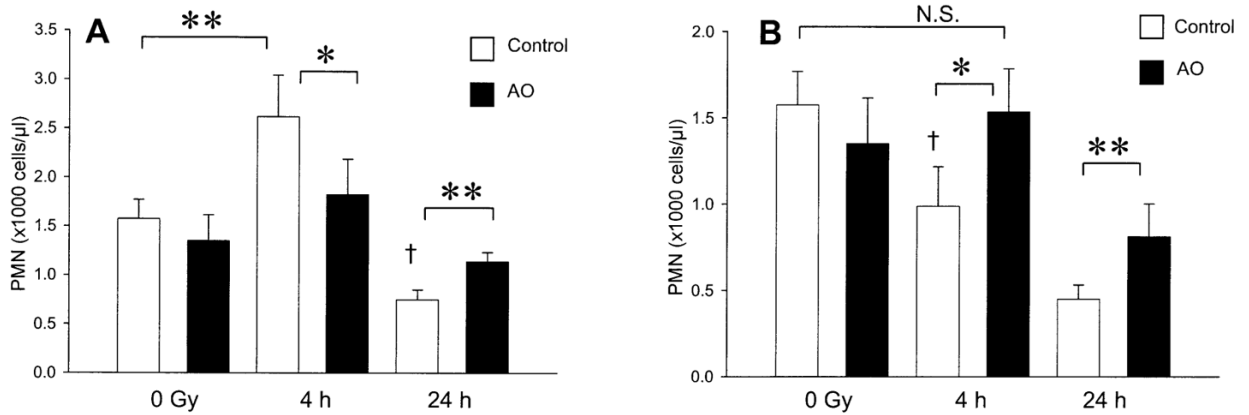 A
Control
AO
**
*
**
†
PMN (x1000 cells/µl)
3.5
3.0
2.5
2.0
1.5
1.0
0.5
0.0
0 Gy
4 h
24 h
B
N.S.
Control
AO
*
†
**
PMN (x1000 cells/µl)
2.0
1.5
1.0
0.5
0.0
0 Gy
4 h
24 h